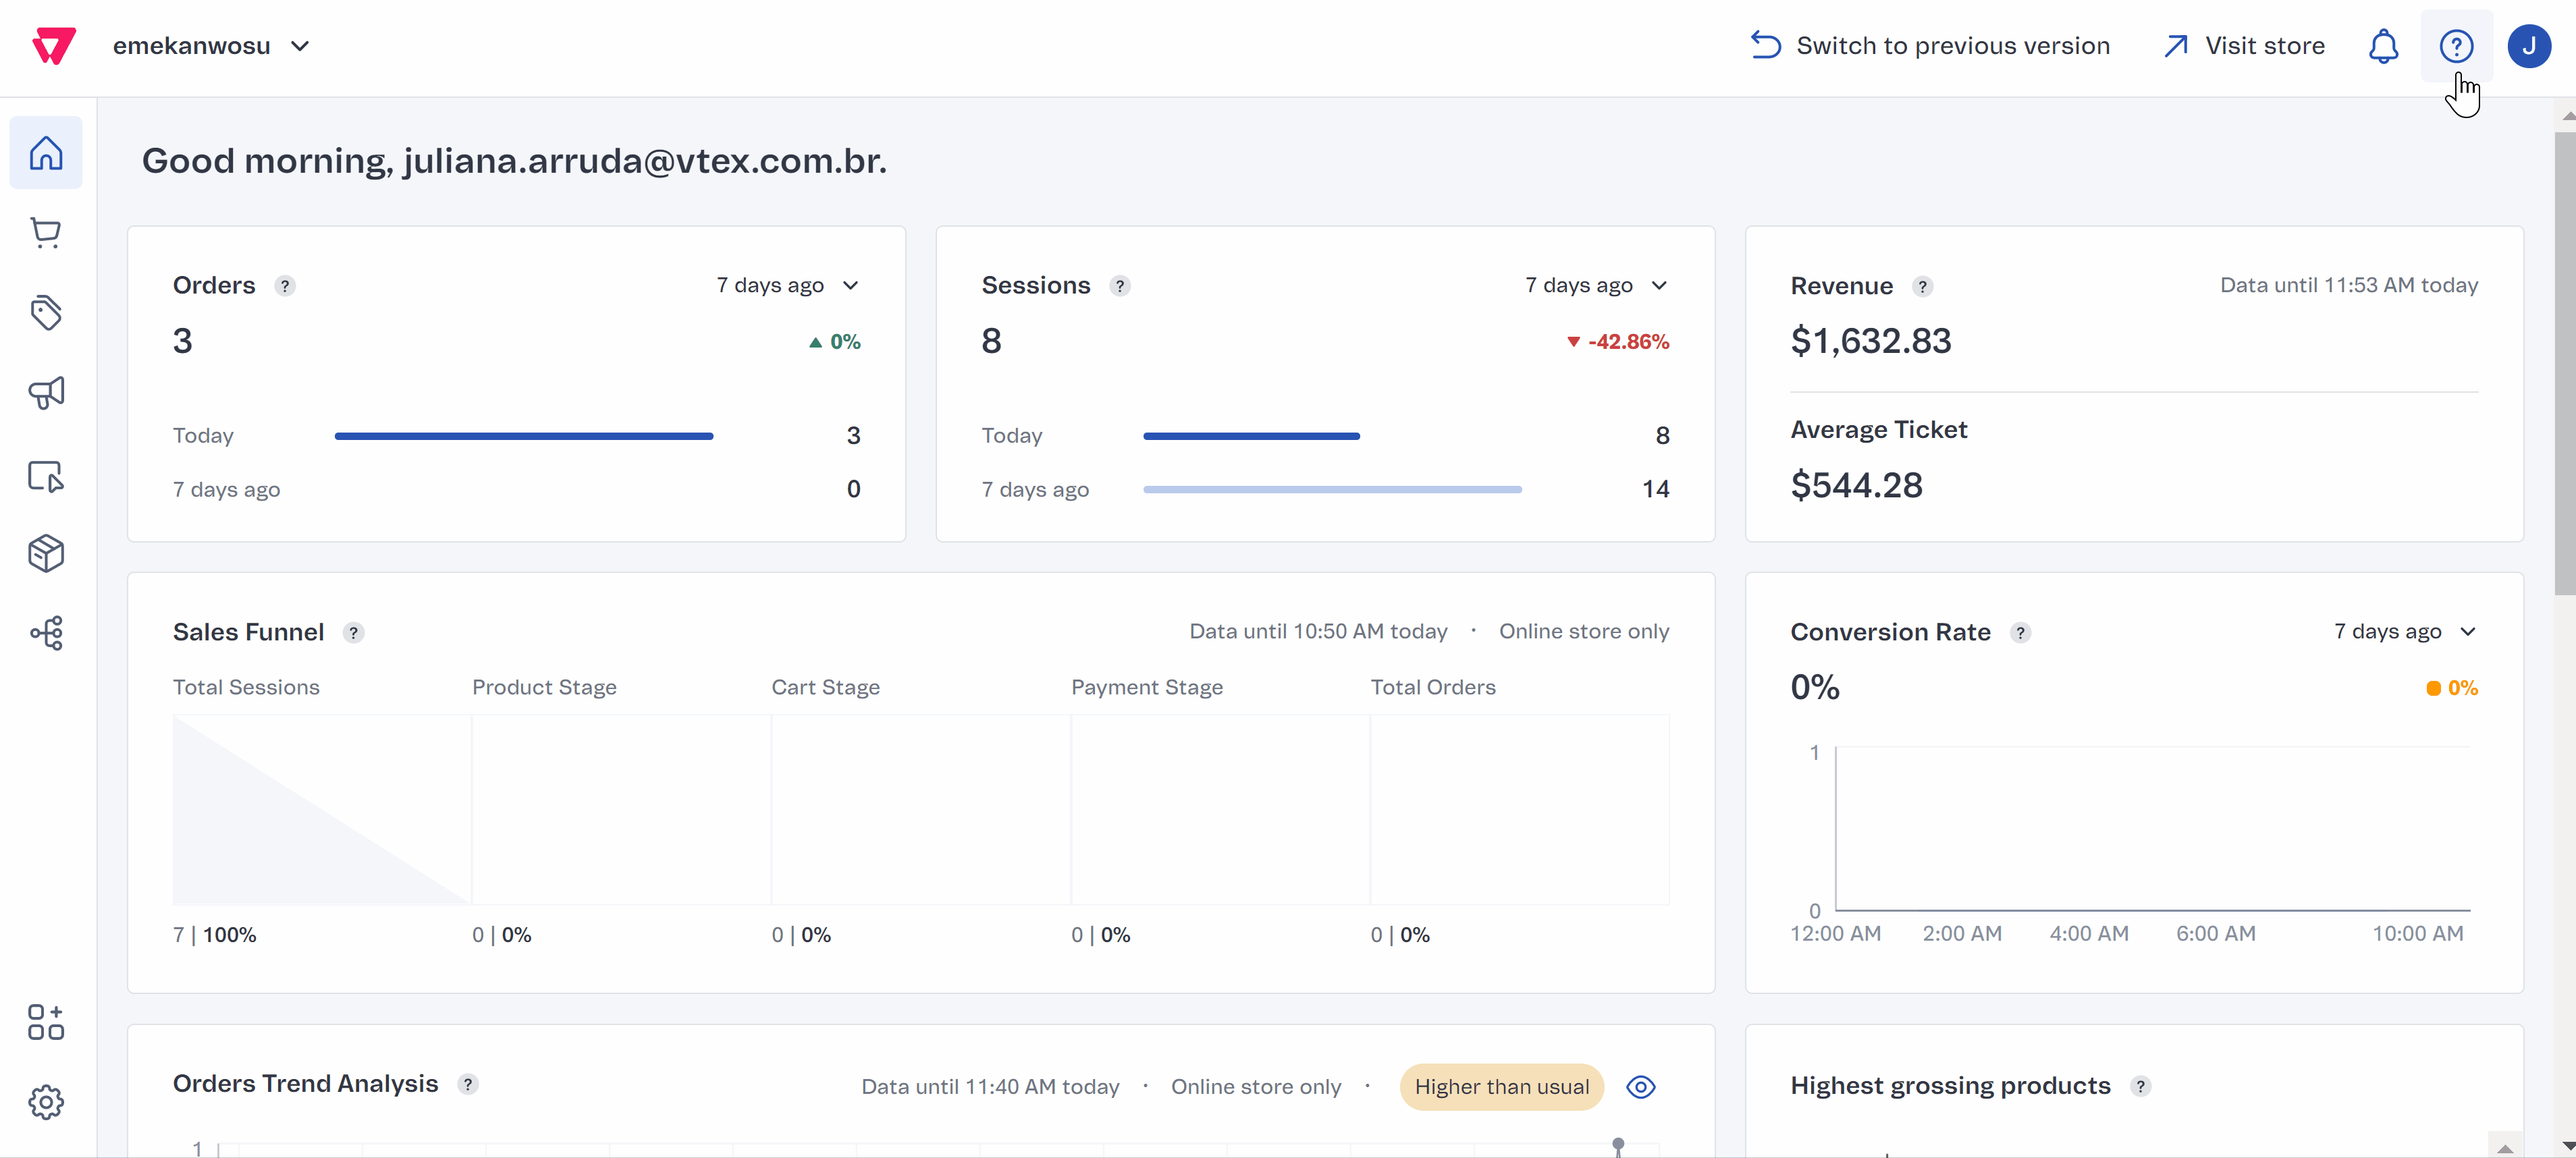 emekanwosu
Switch to previous version
Visit store
?
J
Good morning, juliana.arruda@vtex.com.br.
Orders ? 7 days ago
3 0%
Today 3
7 days ago 0
Sessions ? 7 days ago
8 -42.86%
Today 8
7 days ago 14
Revenue ? Data until 11:53 AM today
$1,632.83
Average Ticket
$544.28
Sales Funnel ? Data until 10:50 AM today · Online store only
Total Sessions Product Stage Cart Stage Payment Stage Total Orders
7 | 100% 0 | 0% 0 | 0% 0 | 0% 0 | 0%
Conversion Rate ? 7 days ago
0% 0%
1
0
12:00 AM 2:00 AM 4:00 AM 6:00 AM 10:00 AM
Orders Trend Analysis ? Data until 11:40 AM today · Online store only · Higher than usual
1
Highest grossing products ?